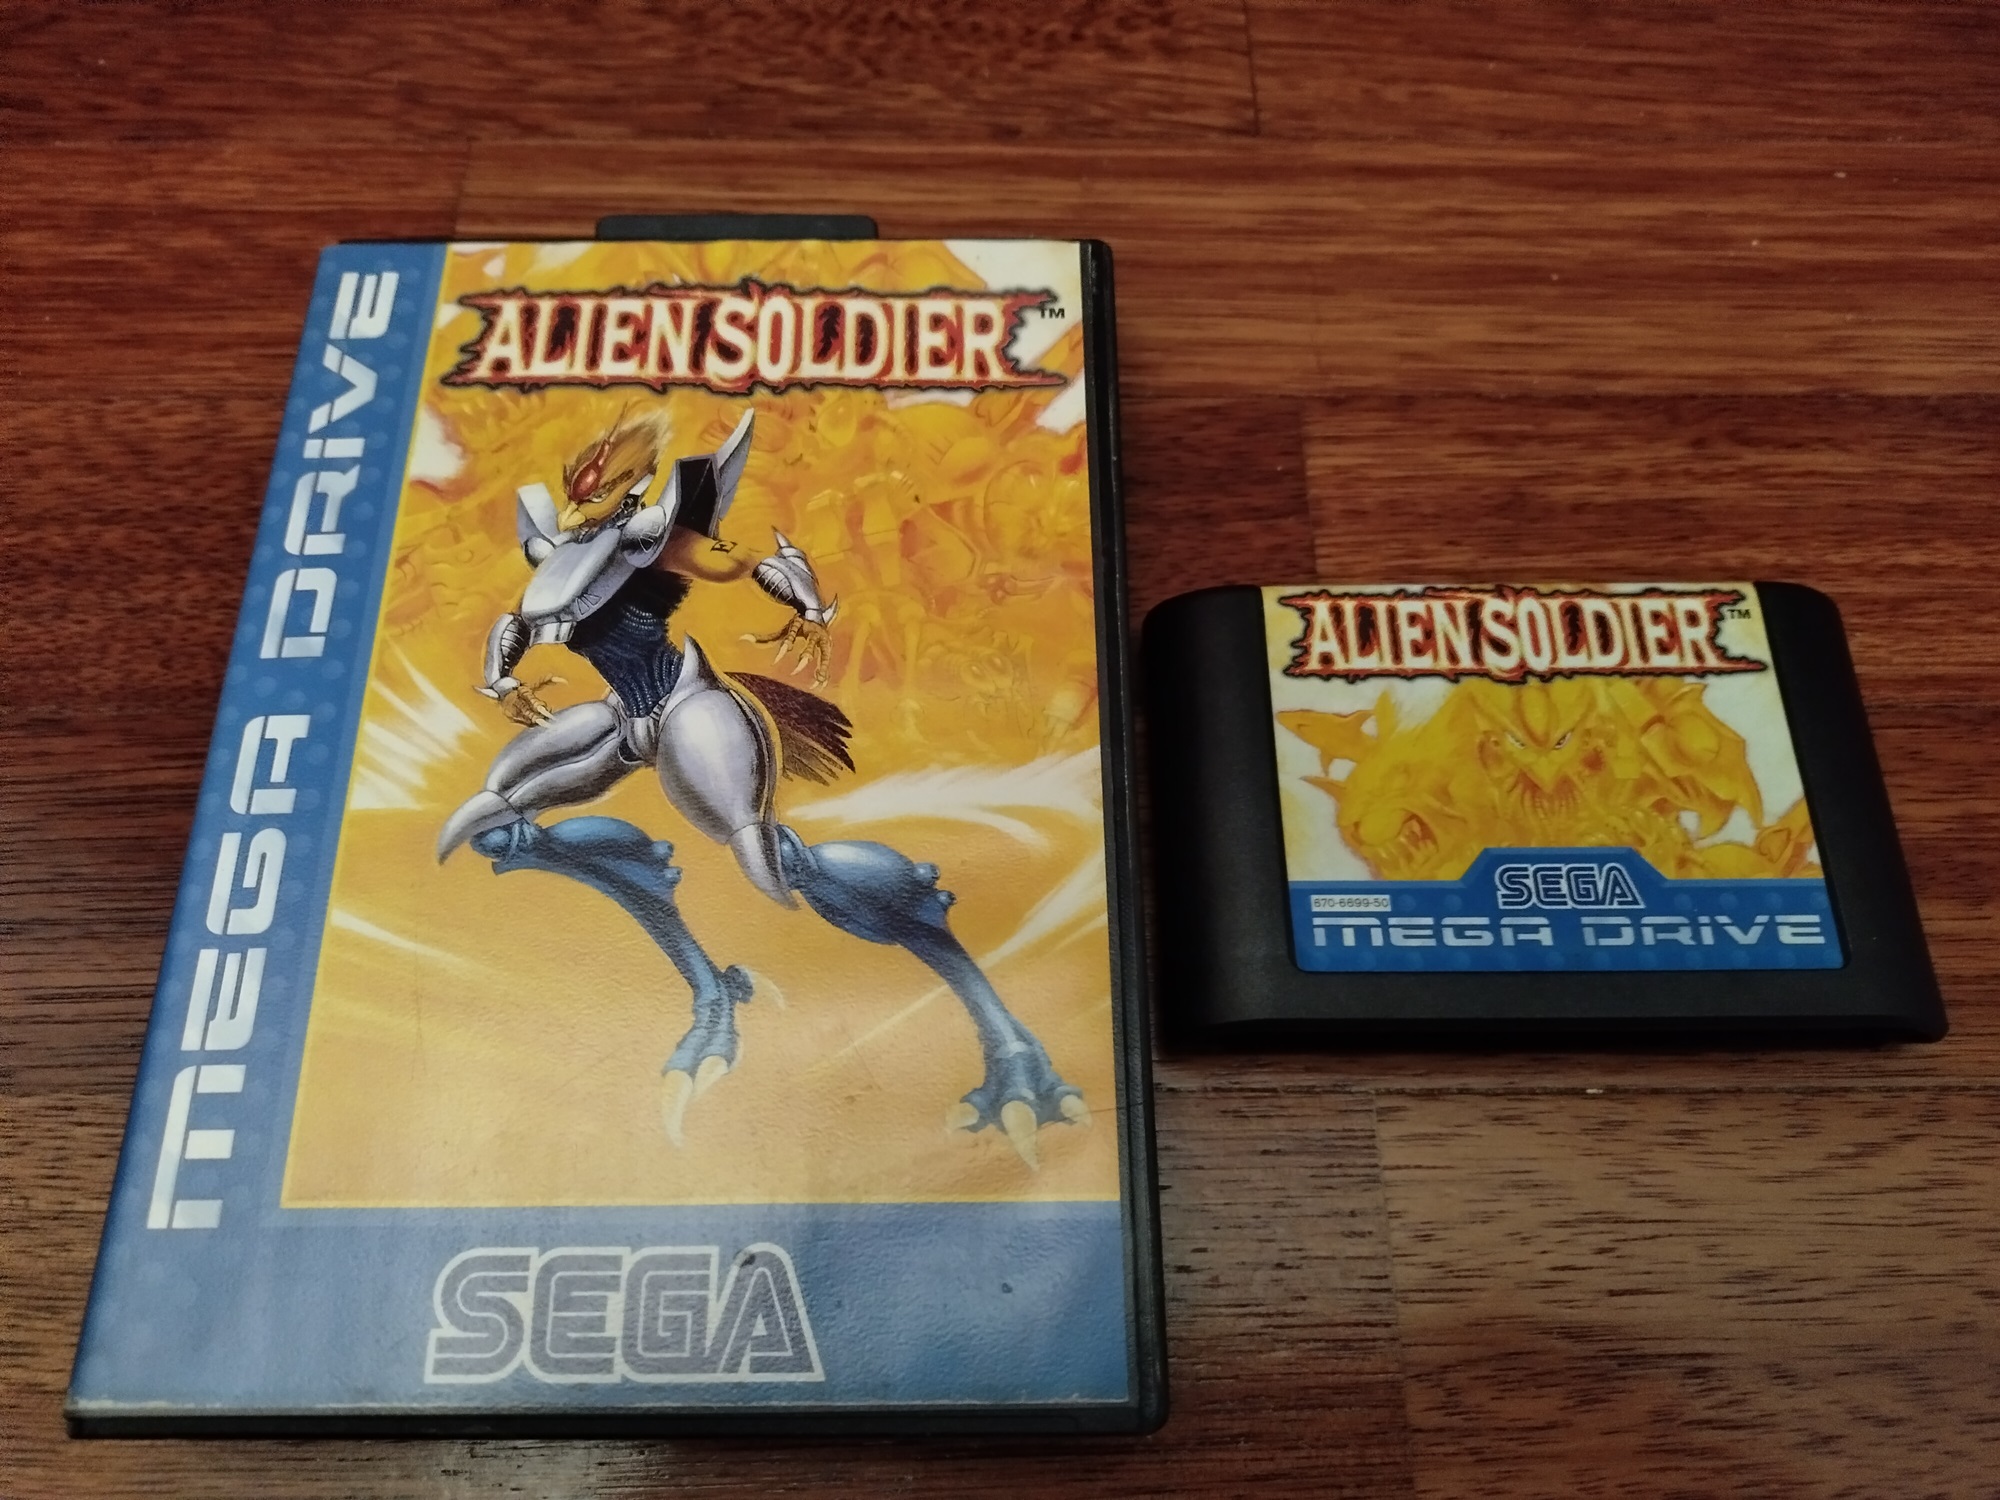 ALIEN SOLDIER™
MEGA DRIVE
SEGA
ALIEN SOLDIER™
SEGA
670-6699-50
MEGA DRIVE